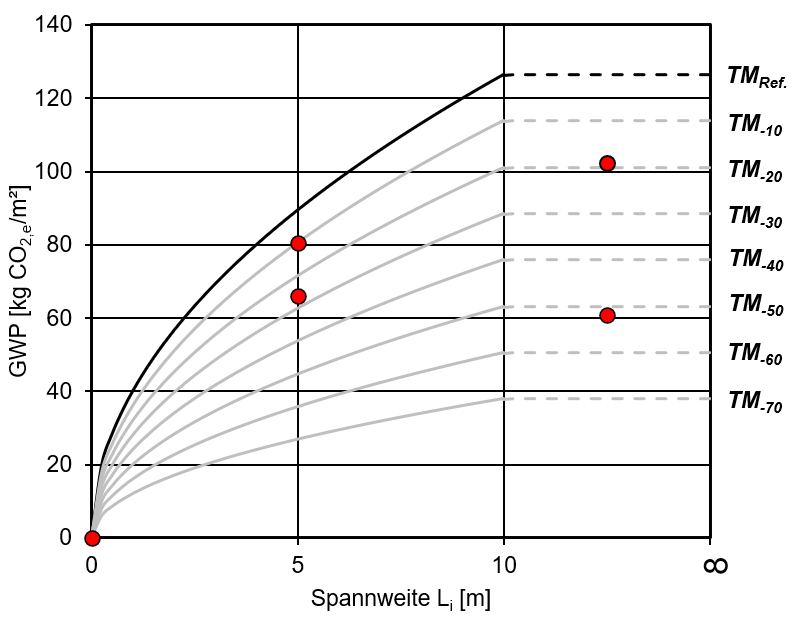 140
120
100
80
60
40
20
0
GWP [kg CO2,e/m²]
0 5 10 ∞
Spannweite Li [m]
TMRef.
TM-10
TM-20
TM-30
TM-40
TM-50
TM-60
TM-70